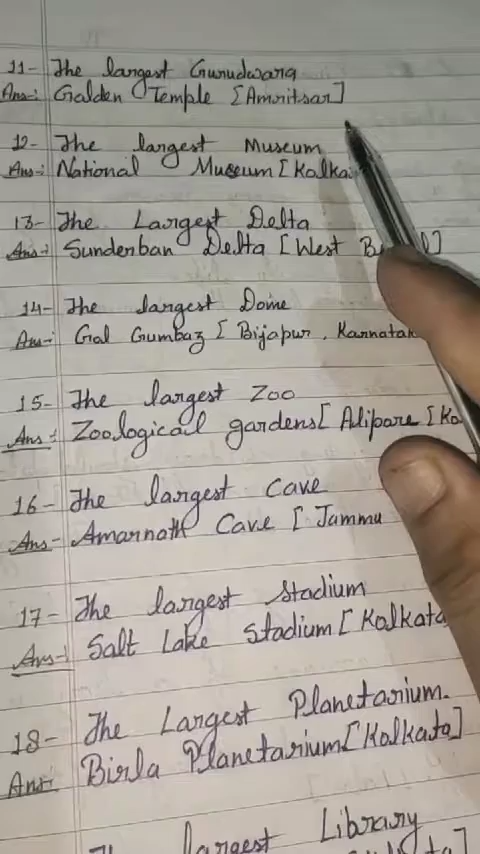 11- The largest Gurudwara
Ans-: Galden Temple [Amritsar]
12- The largest Museum
Ans-: National Museum [Kolka
13- The Largest Delta
Ans-: Sunderban Delta [West B l]
14- The largest Dome
Ans-: Gal Gumbaz [ Bijapur, Karnatak
15- The largest Zoo
Ans-: Zoological gardens [ Alipore [Ko
16- The largest Cave
Ans- Amarnath Cave [ Jammu
17- The largest Stadium
Ans-: Salt Lake Stadium [Kolkata
18- The Largest Planetarium.
Ans-: Birla Planetarium [Kolkata]
largest Library